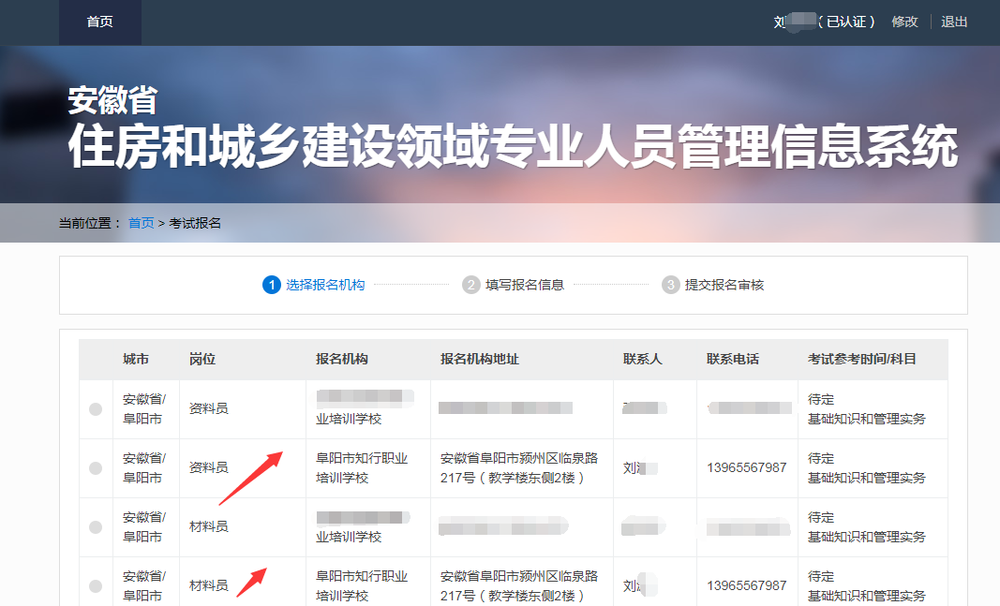 首页
刘 （已认证） 修改 退出
安徽省
住房和城乡建设领域专业人员管理信息系统
当前位置： 首页 > 考试报名
1 选择报名机构 2 填写报名信息 3 提交报名审核
城市 岗位 报名机构 报名机构地址 联系人 联系电话 考试参考时间/科目
安徽省/ 待定
阜阳市 资料员 业培训学校 基础知识和管理实务
安徽省/ 阜阳市知行职业 安徽省阜阳市颍州区临泉路 待定
阜阳市 资料员 培训学校 217号（教学楼东侧2楼） 刘 13965567987 基础知识和管理实务
安徽省/ 待定
阜阳市 材料员 业培训学校 基础知识和管理实务
安徽省/ 阜阳市知行职业 安徽省阜阳市颍州区临泉路 待定
阜阳市 材料员 培训学校 217号（教学楼东侧2楼） 刘 13965567987 基础知识和管理实务